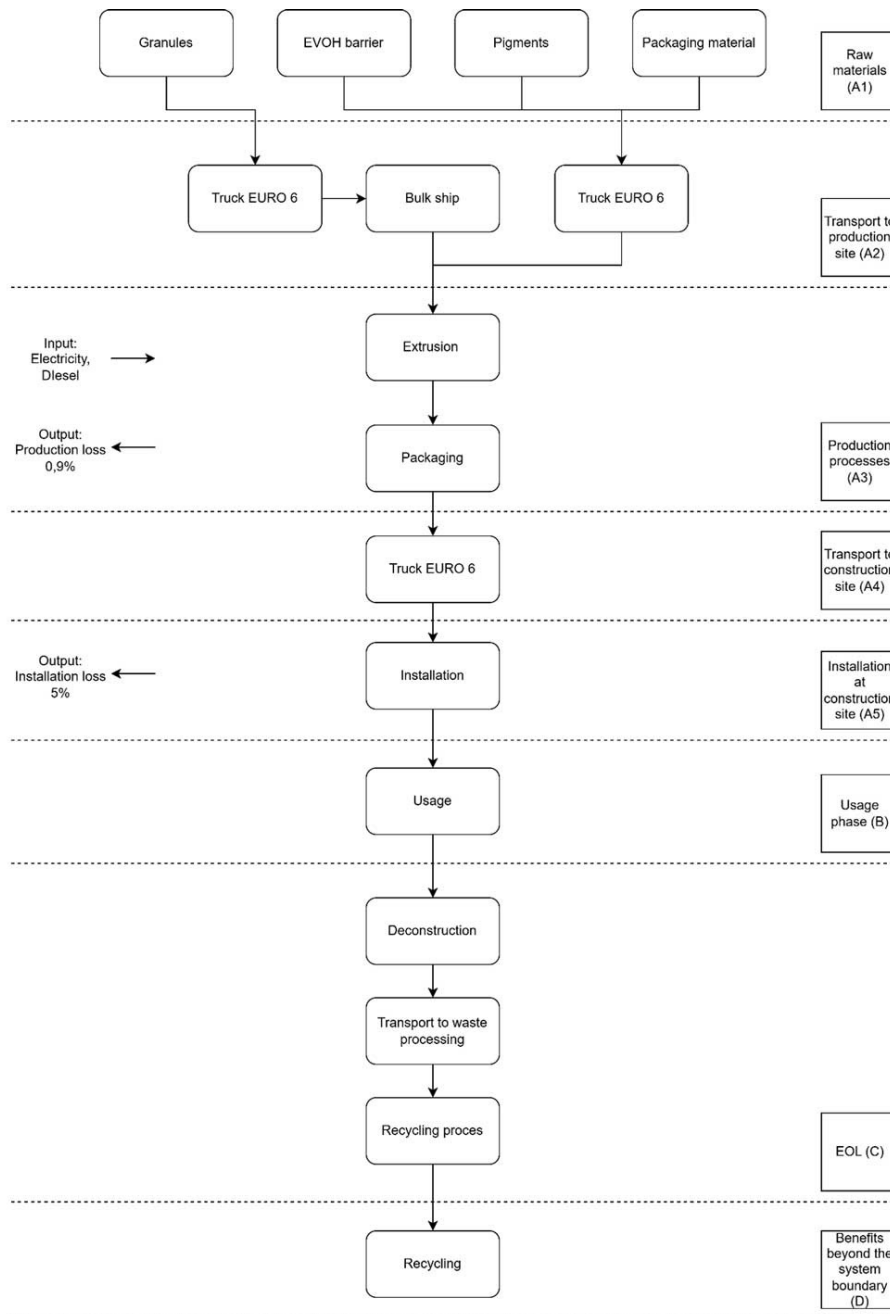 Granules
EVOH barrier
Pigments
Packaging material
Raw
materials
(A1)
Truck EURO 6
Bulk ship
Truck EURO 6
Transport to
production
site (A2)
Input:
Electricity,
DIesel
Extrusion
Output:
Production loss
0,9%
Packaging
Production
processes
(A3)
Truck EURO 6
Transport to
construction
site (A4)
Output:
Installation loss
5%
Installation
Installation
at
construction
site (A5)
Usage
Usage
phase (B)
Deconstruction
Transport to waste
processing
Recycling proces
EOL (C)
Recycling
Benefits
beyond the
system
boundary
(D)